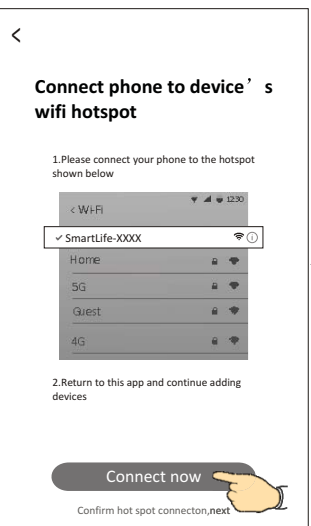 Connect phone to device’s
wifi hotspot
1.Please connect your phone to the hotspot
shown below
12:30
< Wi-Fi
SmartLife-XXXX
Home
5G
Guest
4G
2.Return to this app and continue adding
devices
Connect now
Confirm hot spot connecton,next